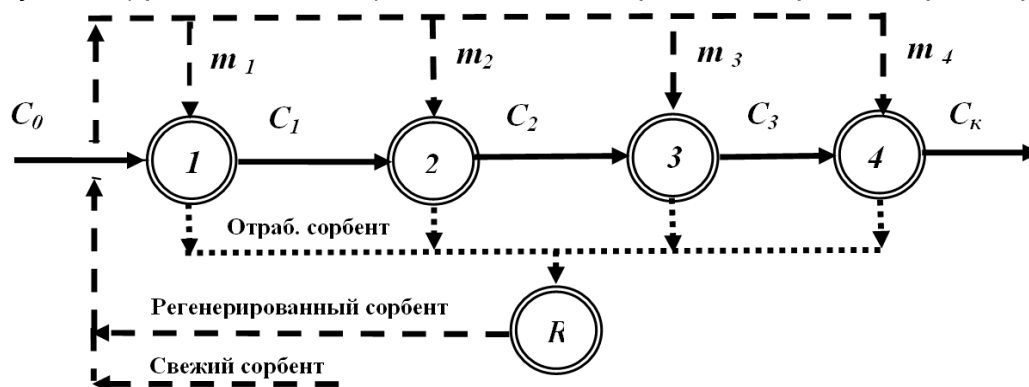 m 1 m2 m 3 m 4
C0 C1 C2 C3 Cк
1 2 3 4
Отраб. сорбент
Регенерированный сорбент
R
Свежий сорбент